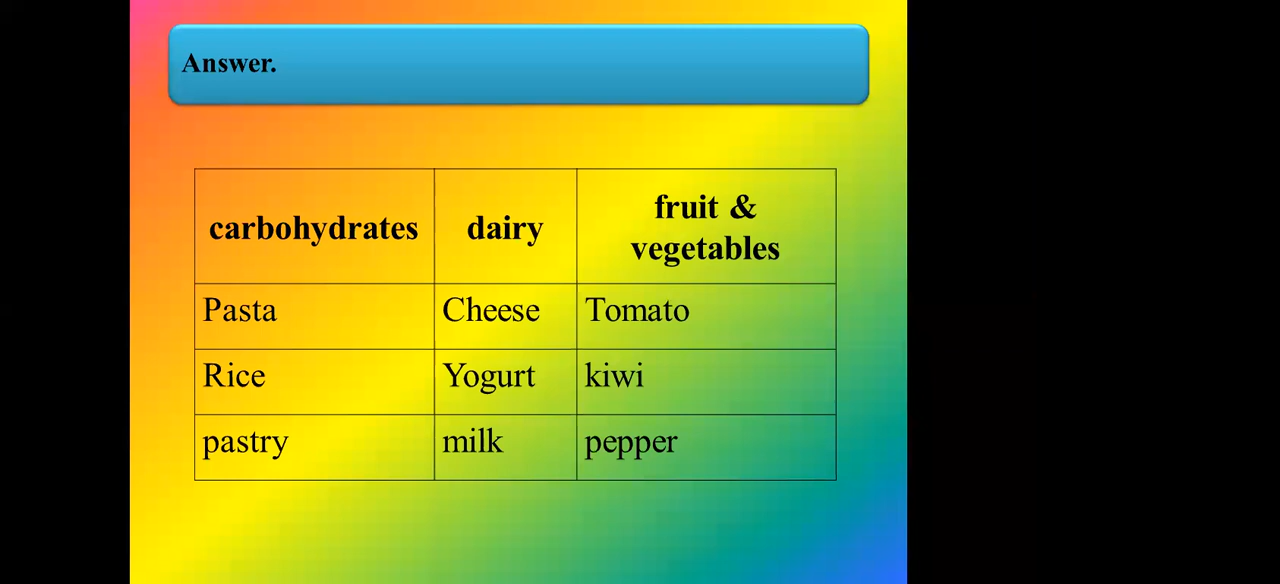 Answer.
carbohydrates dairy fruit &
vegetables
Pasta Cheese Tomato
Rice Yogurt kiwi
pastry milk pepper